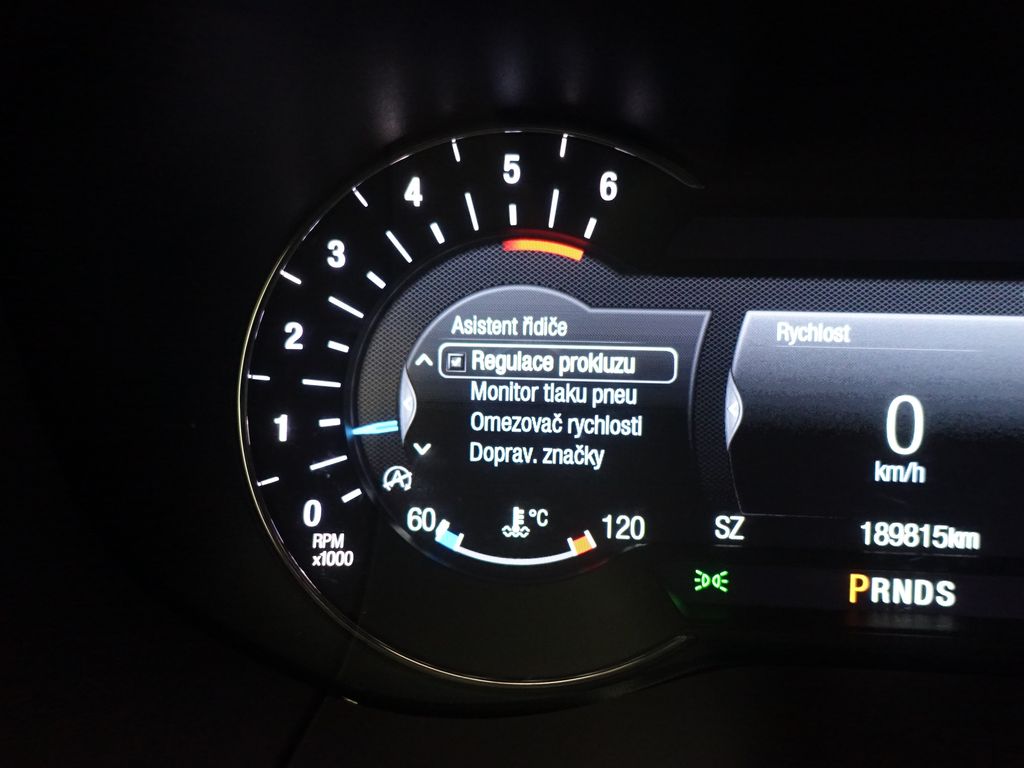 6
5
4
3
2
1
0
RPM
x1000
Asistent řidiče
Regulace prokluzu
Monitor tlaku pneu
Omezovač rychlosti
Doprav. značky
60
°C
120
Rychlost
0
km/h
SZ
189815km
PRNDS